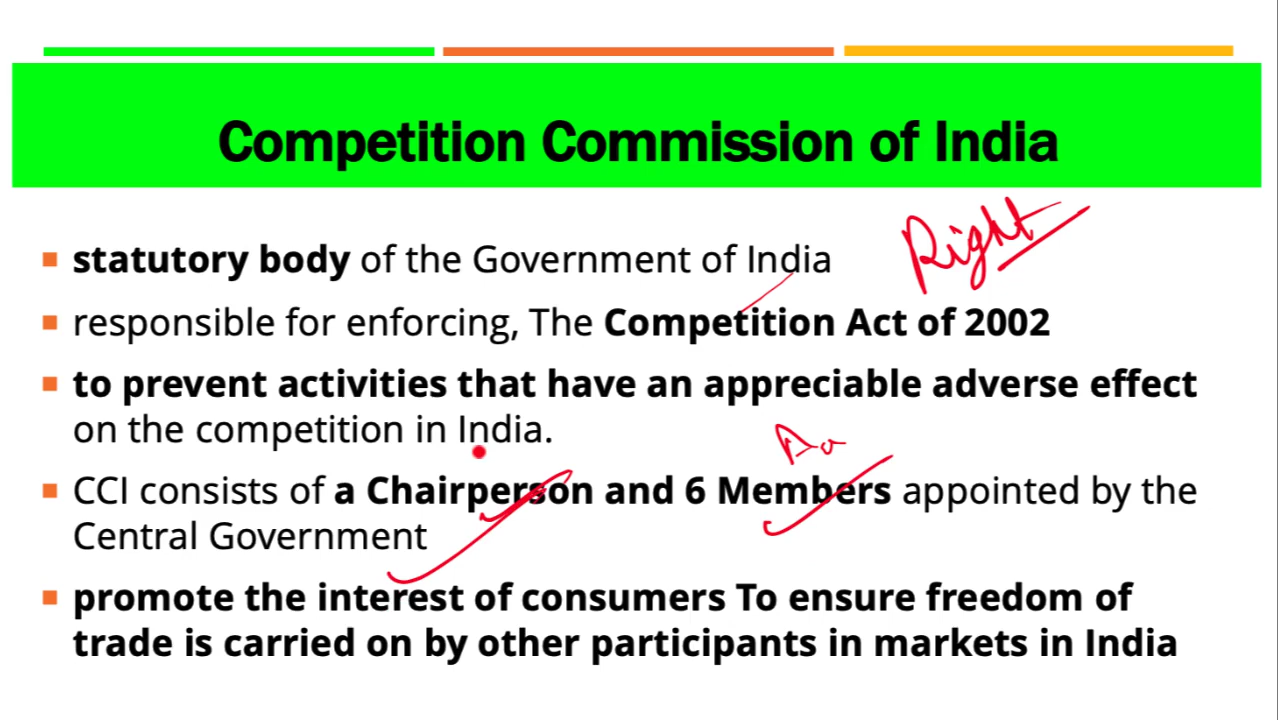 Competition Commission of India
Right
statutory body of the Government of India
responsible for enforcing, The Competition Act of 2002
to prevent activities that have an appreciable adverse effect
on the competition in India.
CCI consists of a Chairperson and 6 Members appointed by the
Central Government
promote the interest of consumers To ensure freedom of
trade is carried on by other participants in markets in India